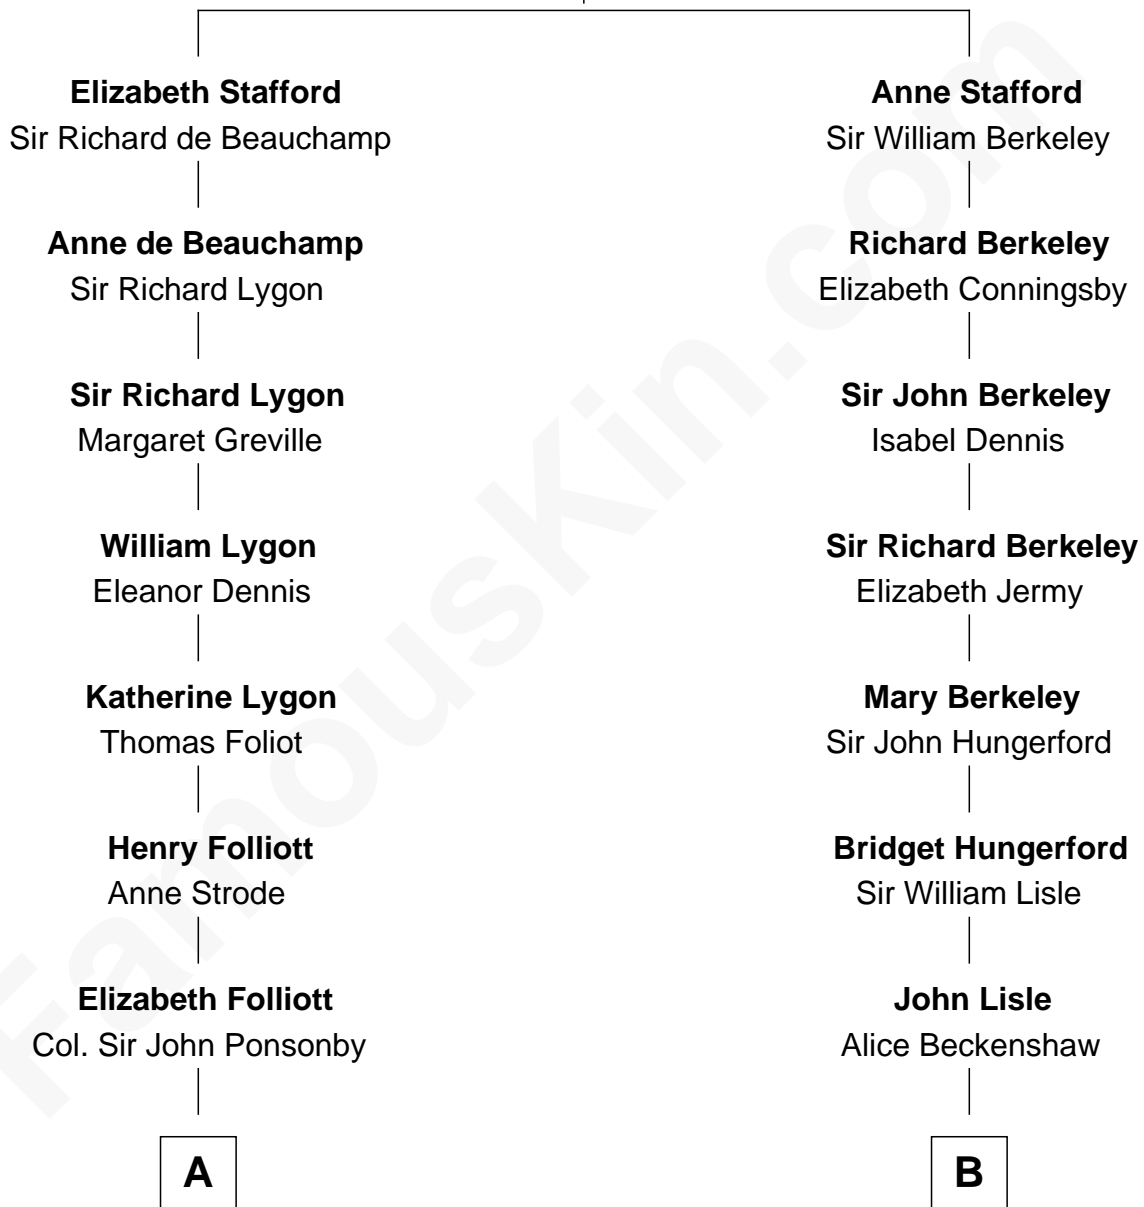 Elizabeth Stafford
Sir Richard de Beauchamp
Anne de Beauchamp
Sir Richard Lygon
Sir Richard Lygon
Margaret Greville
William Lygon
Eleanor Dennis
Katherine Lygon
Thomas Foliot
Henry Folliott
Anne Strode
Elizabeth Folliott
Col. Sir John Ponsonby
A
Anne Stafford
Sir William Berkeley
Richard Berkeley
Elizabeth Conningsby
Sir John Berkeley
Isabel Dennis
Sir Richard Berkeley
Elizabeth Jermy
Mary Berkeley
Sir John Hungerford
Bridget Hungerford
Sir William Lisle
John Lisle
Alice Beckenshaw
B
FamousKin.com